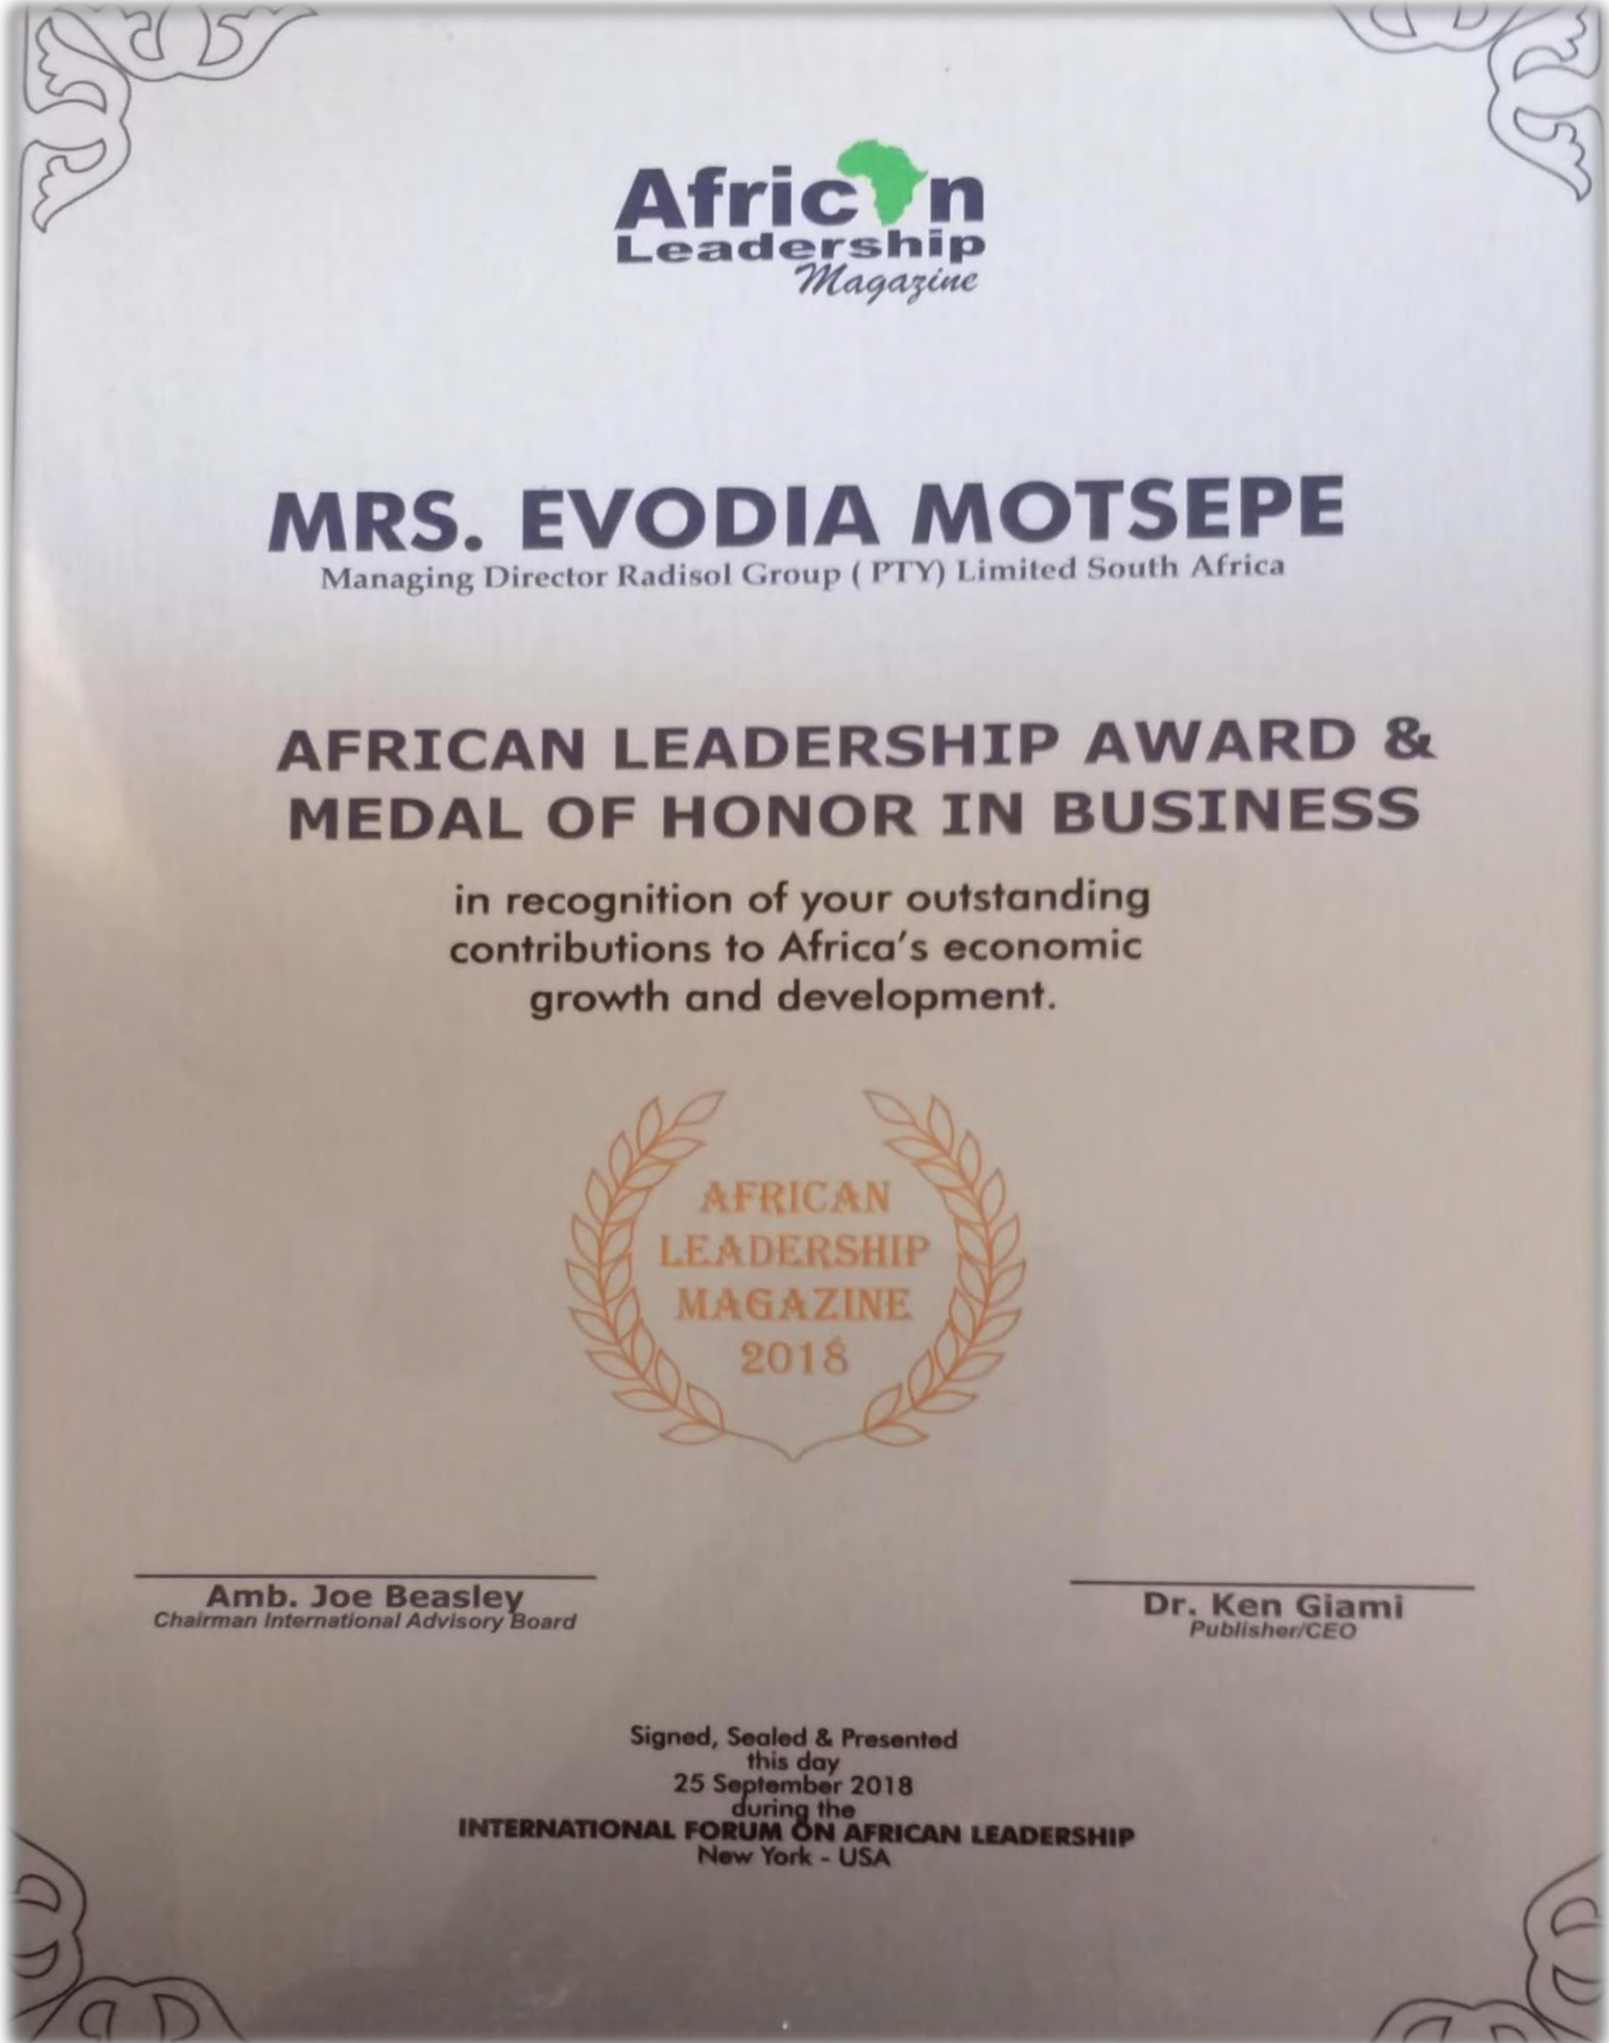 African
Leadership
Magazine
MRS. EVODIA MOTSEPE
Managing Director Radisol Group ( PTY) Limited South Africa
AFRICAN LEADERSHIP AWARD &
MEDAL OF HONOR IN BUSINESS
in recognition of your outstanding
contributions to Africa's economic
growth and development.
AFRICAN
LEADERSHIP
MAGAZINE
2018
Amb. Joe Beasley
Chairman International Advisory Board
Dr. Ken Giami
Publisher/CEO
Signed, Sealed & Presented
this day
25 September 2018
during the
INTERNATIONAL FORUM ON AFRICAN LEADERSHIP
New York - USA